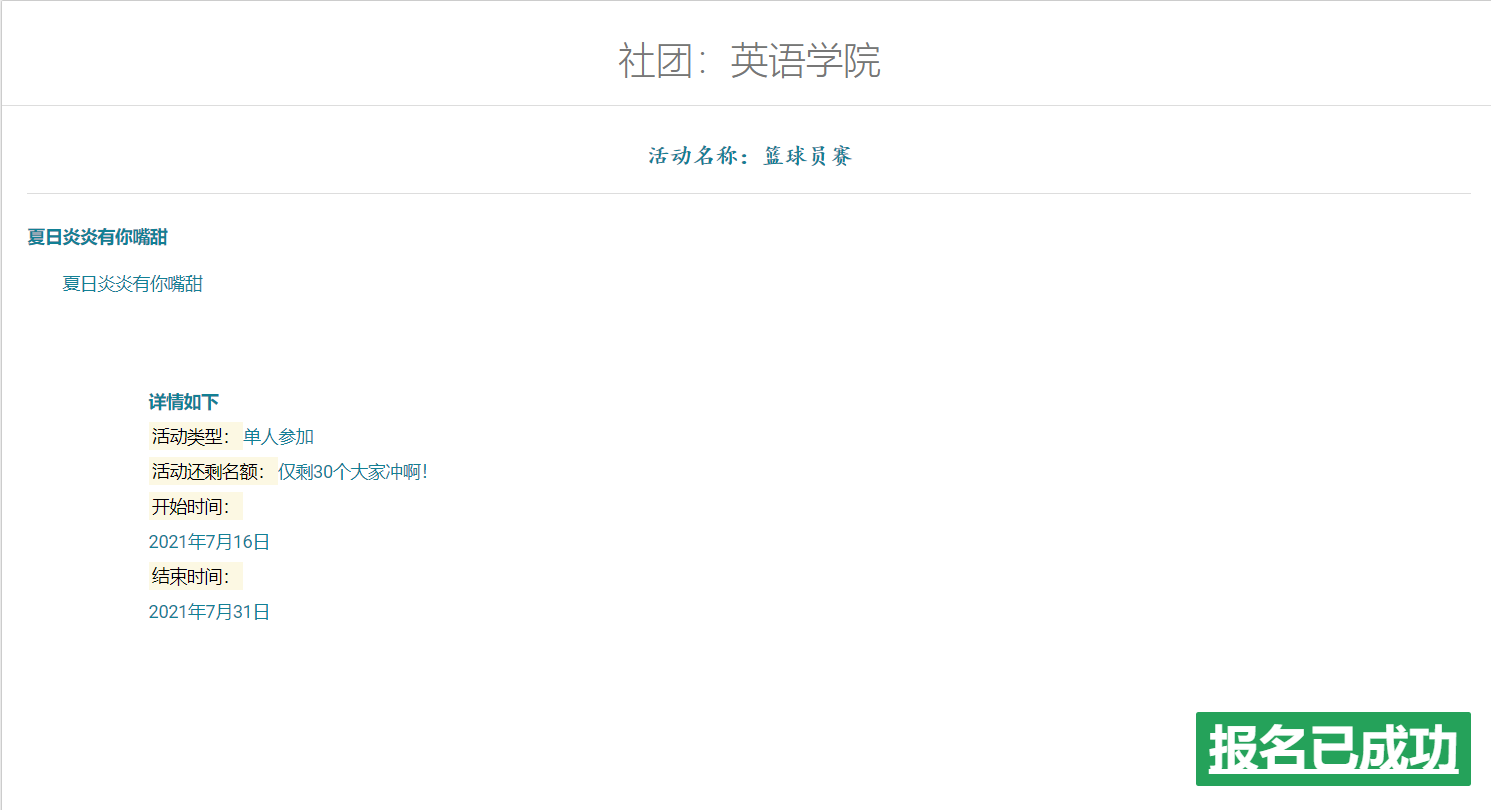 社团：英语学院
活动名称：篮球员赛
夏日炎炎有你嘴甜
夏日炎炎有你嘴甜
详情如下
活动类型：单人参加
活动还剩名额：仅剩30个大家冲啊！
开始时间：
2021年7月16日
结束时间：
2021年7月31日
报名已成功